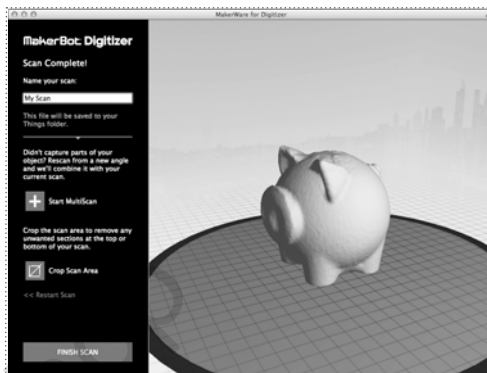 MakerWare for Digitizer
MakerBot Digitizer
Scan Complete!
Name your scan:
My Scan
This file will be saved to your
Things folder.
Didn't capture parts of your
object? Rescan from a new angle
and we'll combine it with your
current scan.
Start MultiScan
Crop the scan area to remove any
unwanted sections at the top or
bottom of your scan.
Crop Scan Area
<< Restart Scan
FINISH SCAN